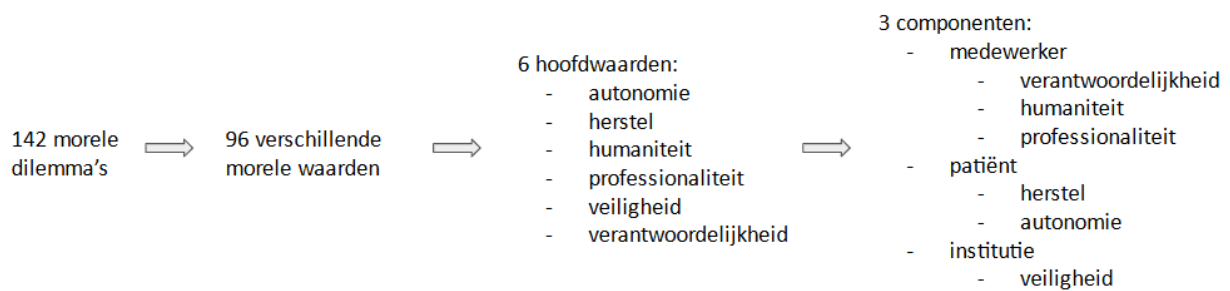 142 morele
dilemma's
96 verschillende
morele waarden
6 hoofdwaarden:
- autonomie
- herstel
- humaniteit
- professionaliteit
- veiligheid
- verantwoordelijkheid
3 componenten:
- medewerker
- verantwoordelijkheid
- humaniteit
- professionaliteit
- patiënt
- herstel
- autonomie
- institutie
- veiligheid